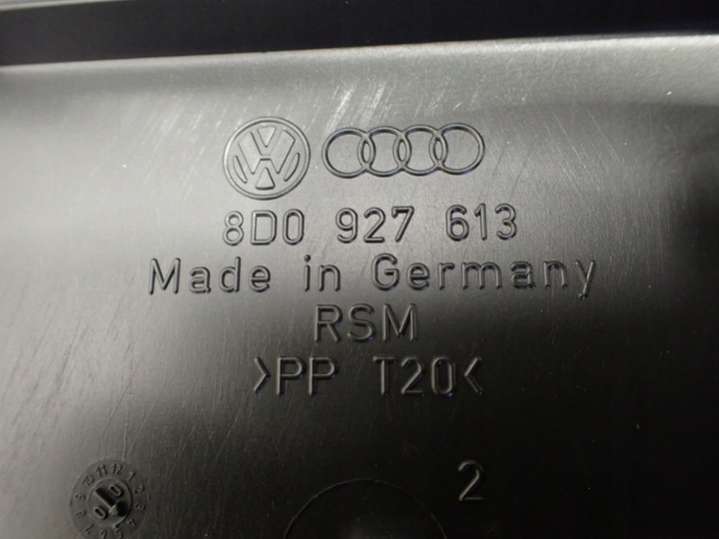 8D0 927 613
Made in Germany
RSM
>PP T20<
2